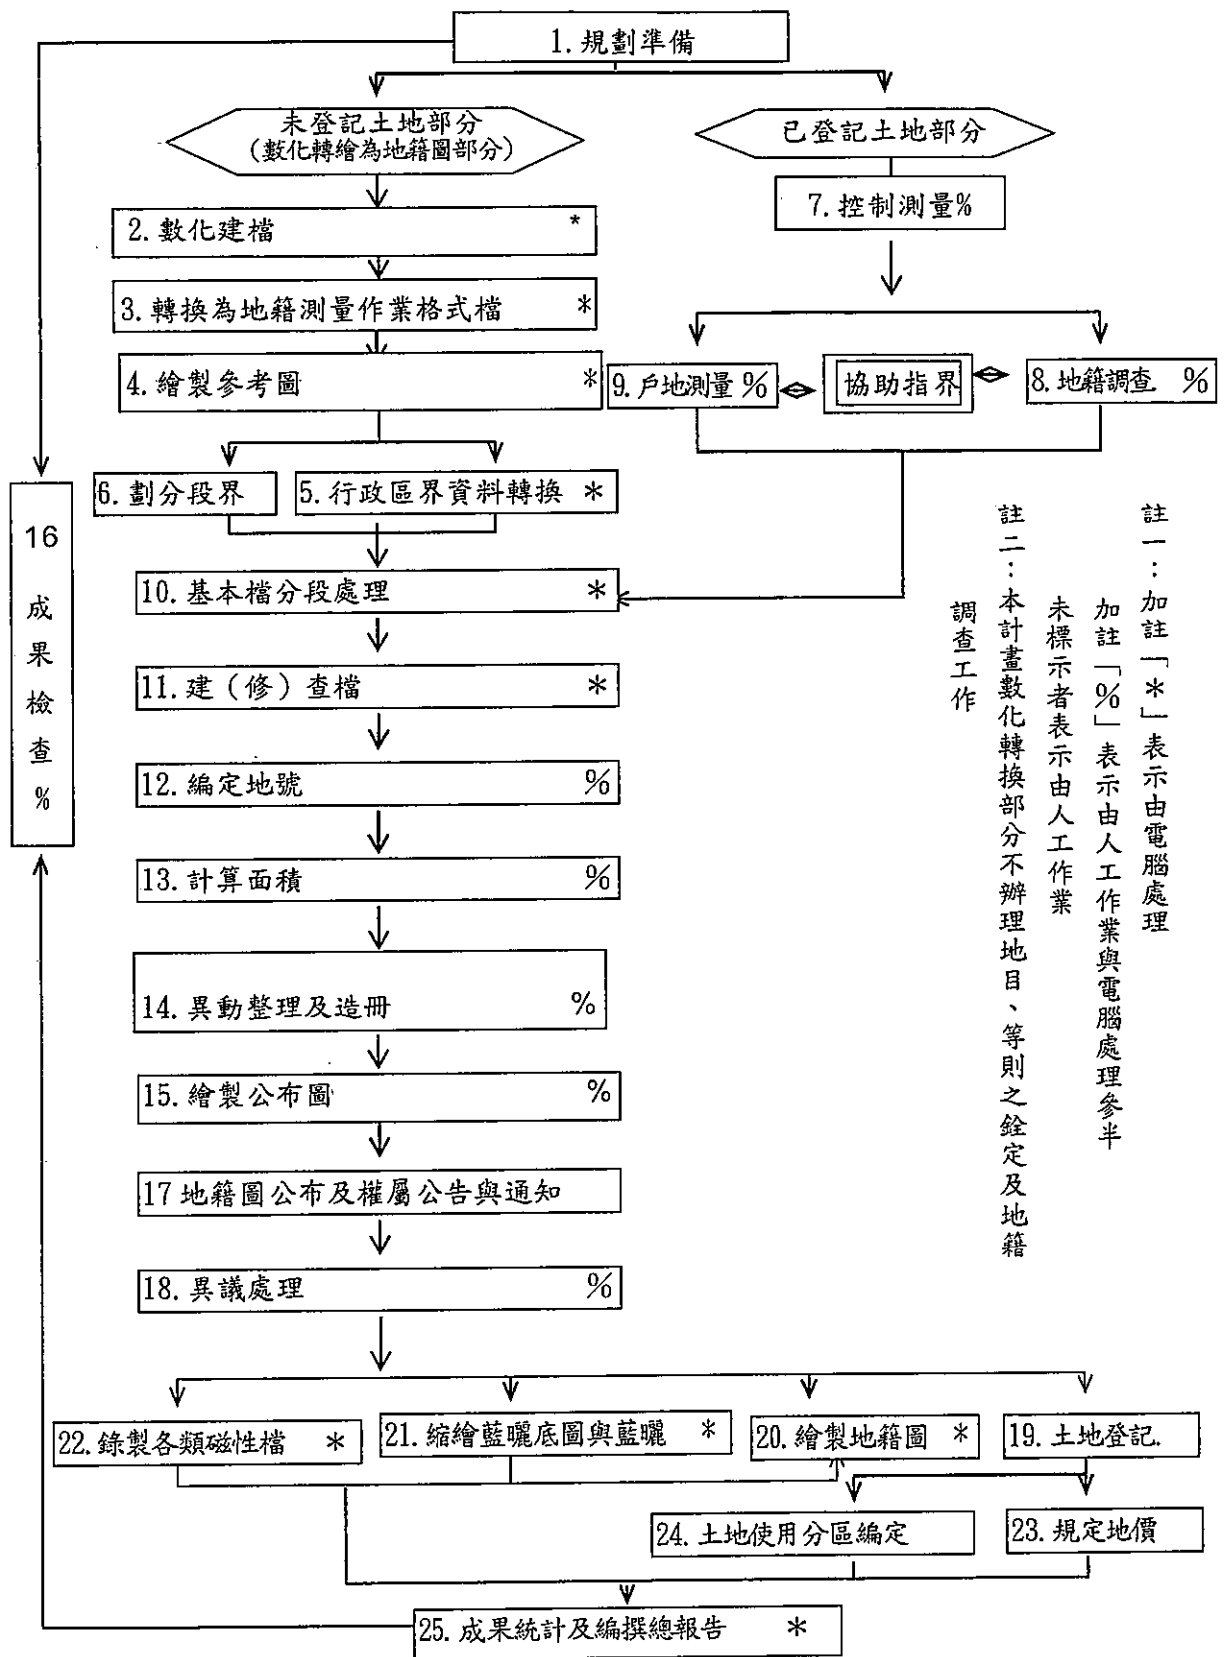 1. 規劃準備
未登記土地部分
(數化轉繪為地籍圖部分)
已登記土地部分
2. 數化建檔 *
7. 控制測量%
3. 轉換為地籍測量作業格式檔 *
4. 繪製參考圖 *
9. 戶地測量 %
協助指界
8. 地籍調查. %
6. 劃分段界
5. 行政區界資料轉換 *
16
成果檢查
%
10. 基本檔分段處理 *
11. 建（修）查檔 *
12. 編定地號 %
13. 計算面積 %
14. 異動整理及造冊 %
15. 繪製公布圖 %
17 地籍圖公布及權屬公告與通知
18. 異議處理 %
註一：加註「*」表示由電腦處理
加註「%」表示由人工作業與電腦處理參半
未標示者表示由人工作業
註二：本計畫數化轉換部分不辦理地目、等則之銓定及地籍
調查工作
22. 錄製各類磁性檔 *
21. 縮繪藍曬底圖與藍曬 *
20. 繪製地籍圖 *
19. 土地登記.
24. 土地使用分區編定
23. 規定地價
25. 成果統計及編撰總報告 *